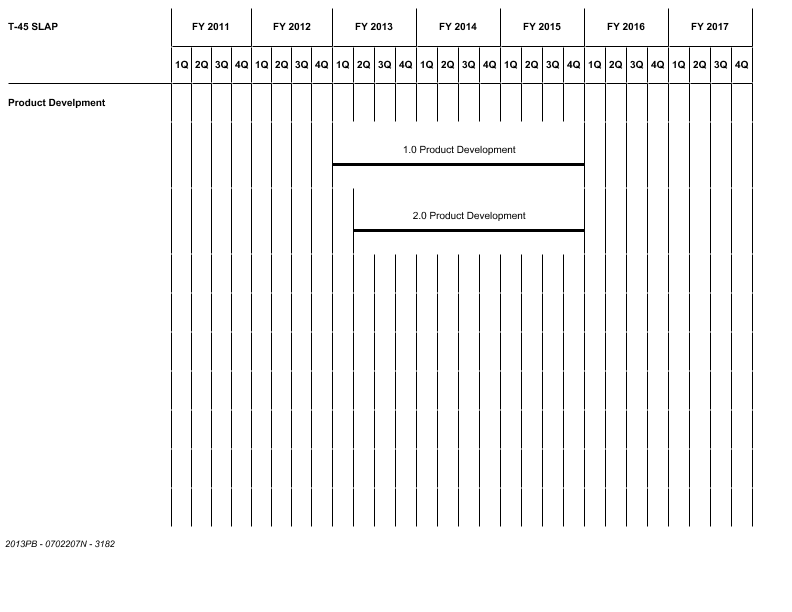 T-45 SLAP FY 2011 FY 2012 FY 2013 FY 2014 FY 2015 FY 2016 FY 2017
1Q 2Q 3Q 4Q 1Q 2Q 3Q 4Q 1Q 2Q 3Q 4Q 1Q 2Q 3Q 4Q 1Q 2Q 3Q 4Q 1Q 2Q 3Q 4Q 1Q 2Q 3Q 4Q
Product Develpment
1.0 Product Development
2.0 Product Development
2013PB - 0702207N - 3182